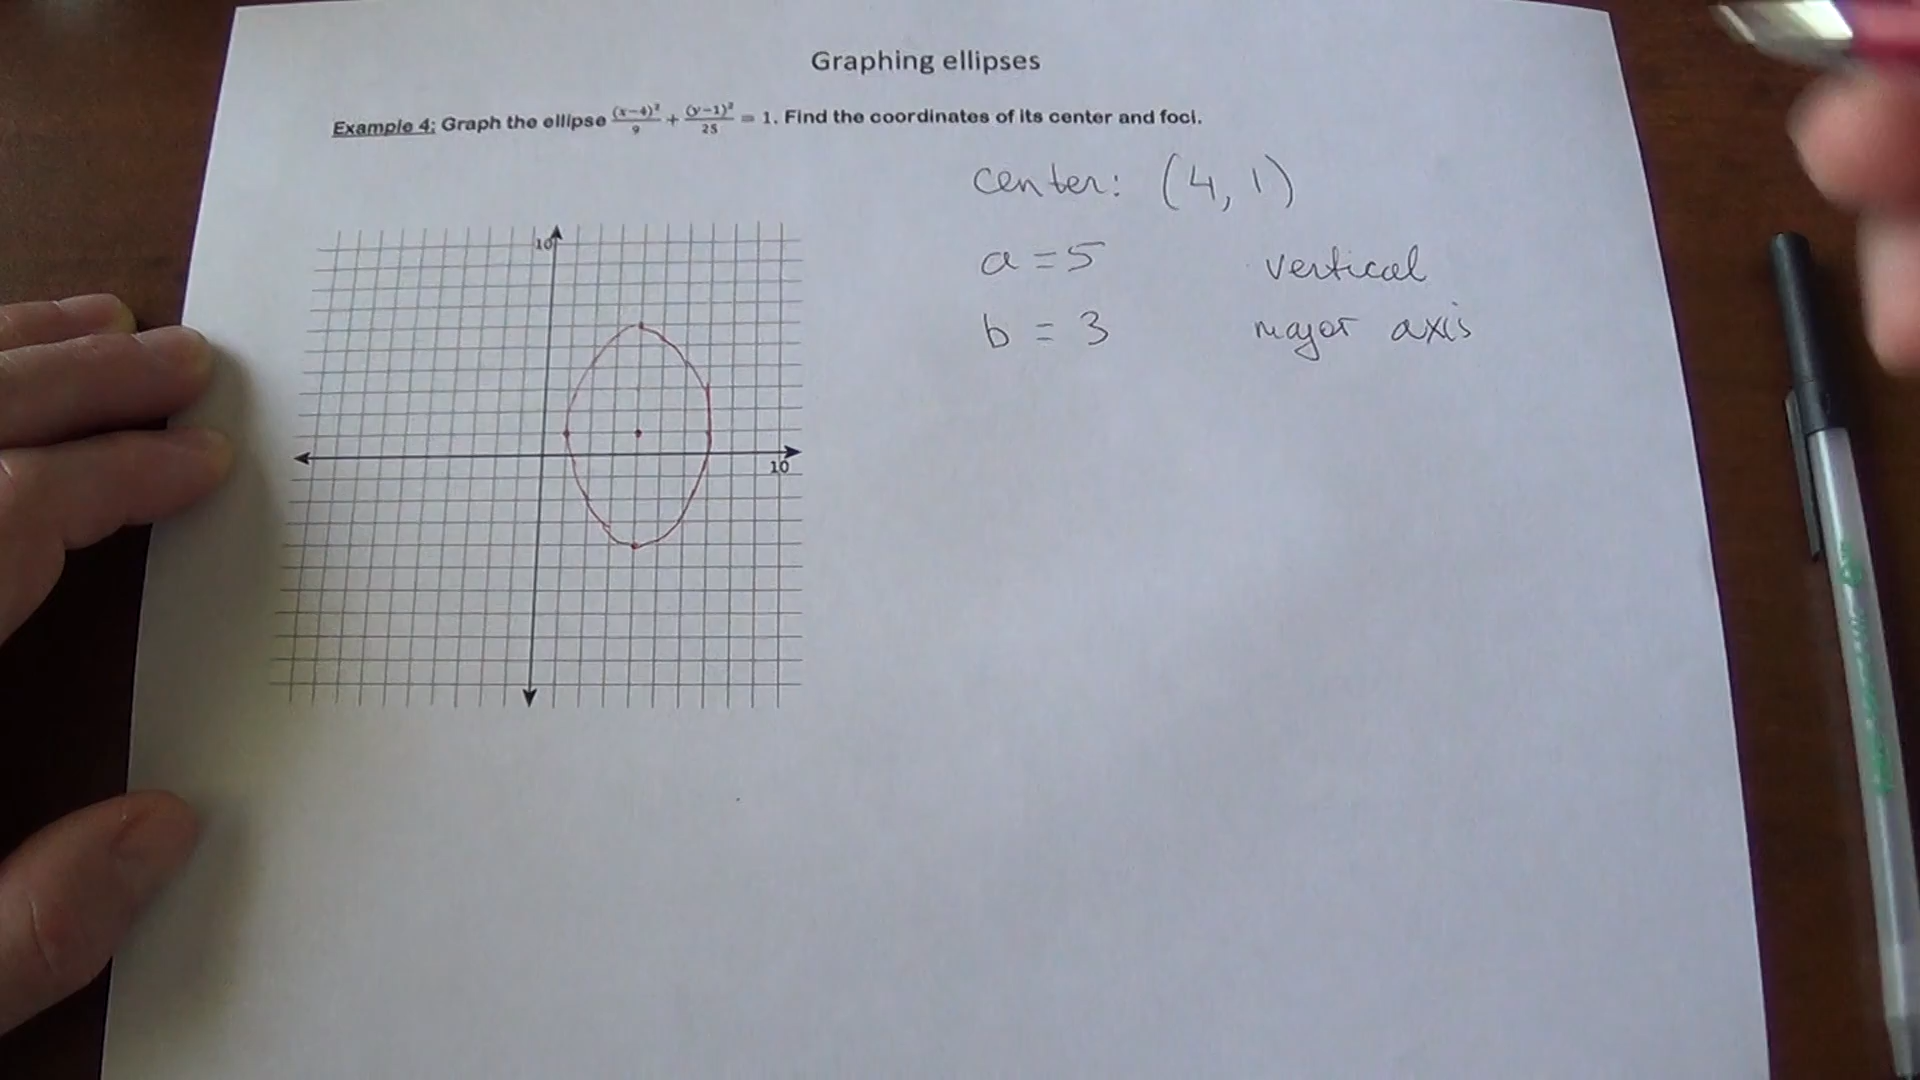 Graphing ellipses
Example 4: Graph the ellipse (x−4)²/9 + (y−1)²/25 = 1. Find the coordinates of its center and foci.
center: (4, 1)
a = 5 vertical
b = 3 major axis
10
10